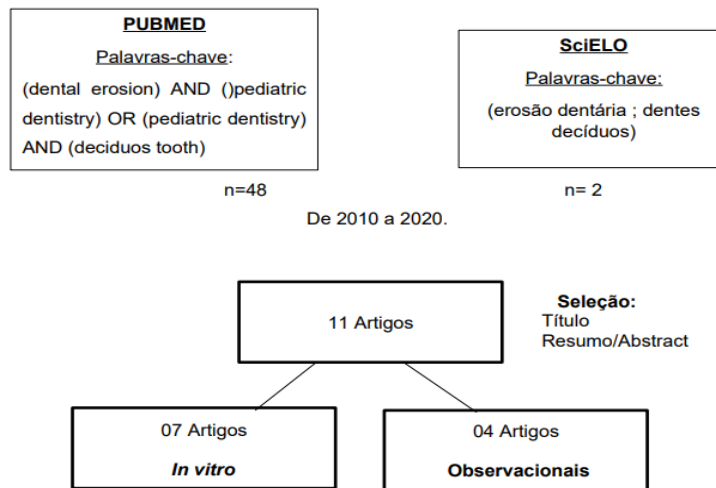 PUBMED
Palavras-chave:
(dental erosion) AND ()pediatric
dentistry) OR (pediatric dentistry)
AND (deciduos tooth)
SciELO
Palavras-chave:
(erosão dentária ; dentes
decíduos)
n=48
n= 2
De 2010 a 2020.
11 Artigos
Seleção:
Título
Resumo/Abstract
07 Artigos
In vitro
04 Artigos
Observacionais